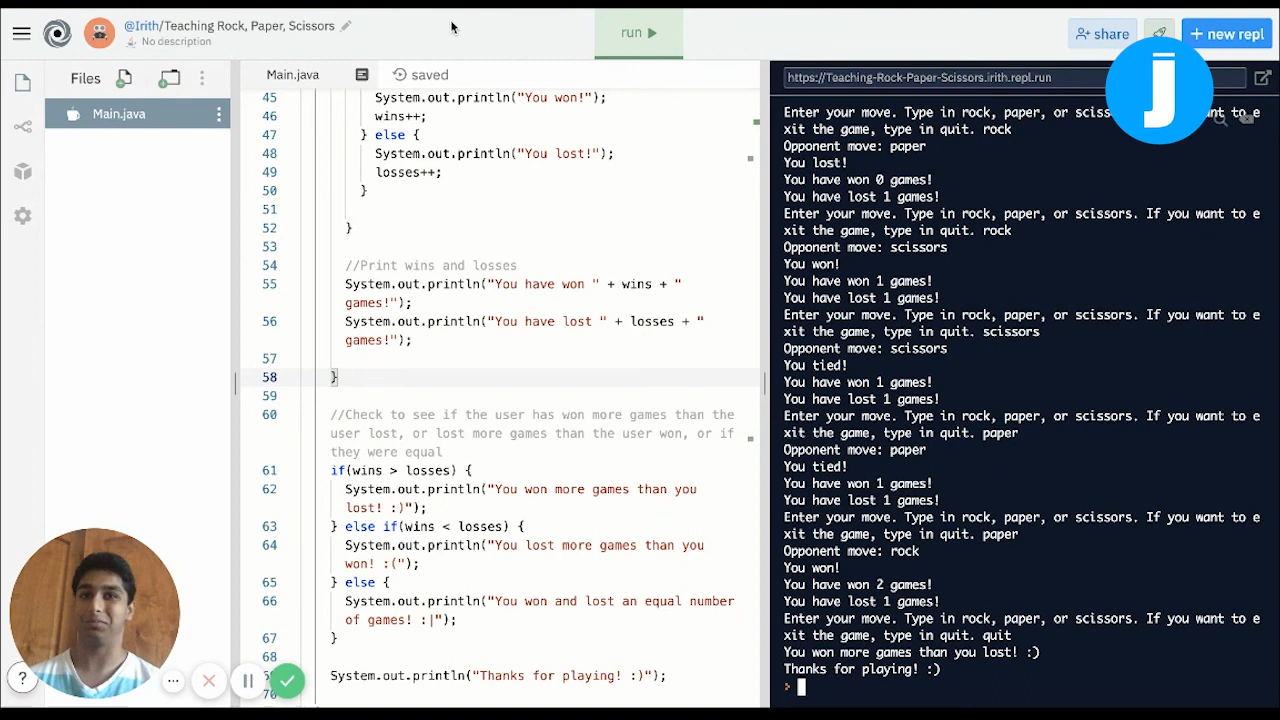 @Irith/Teaching Rock, Paper, Scissors
No description
run
share
+ new repl
Files
Main.java
Main.java
saved
45 System.out.println("You won!");
46 wins++;
47 } else {
48 System.out.println("You lost!");
49 losses++;
50 }
51
52 }
53
54 //Print wins and losses
55 System.out.println("You have won " + wins + "
games!");
56 System.out.println("You have lost " + losses + "
games!");
57
58 }
59
60 //Check to see if the user has won more games than the
user lost, or lost more games than the user won, or if
they were equal
61 if(wins > losses) {
62 System.out.println("You won more games than you
lost! :)");
63 } else if(wins < losses) {
64 System.out.println("You lost more games than you
won! :(");
65 } else {
66 System.out.println("You won and lost an equal number
of games! :|");
67 }
68
System.out.println("Thanks for playing! :)");
70
?
https://Teaching-Rock-Paper-Scissors.irith.repl.run
j
Enter your move. Type in rock, paper, or scissors. want to e
xit the game, type in quit. rock
Opponent move: paper
You lost!
You have won 0 games!
You have lost 1 games!
Enter your move. Type in rock, paper, or scissors. If you want to e
xit the game, type in quit. rock
Opponent move: scissors
You won!
You have won 1 games!
You have lost 1 games!
Enter your move. Type in rock, paper, or scissors. If you want to e
xit the game, type in quit. scissors
Opponent move: scissors
You tied!
You have won 1 games!
You have lost 1 games!
Enter your move. Type in rock, paper, or scissors. If you want to e
xit the game, type in quit. paper
Opponent move: paper
You tied!
You have won 1 games!
You have lost 1 games!
Enter your move. Type in rock, paper, or scissors. If you want to e
xit the game, type in quit. paper
Opponent move: rock
You won!
You have won 2 games!
You have lost 1 games!
Enter your move. Type in rock, paper, or scissors. If you want to e
xit the game, type in quit. quit
You won more games than you lost! :)
Thanks for playing! :)
>